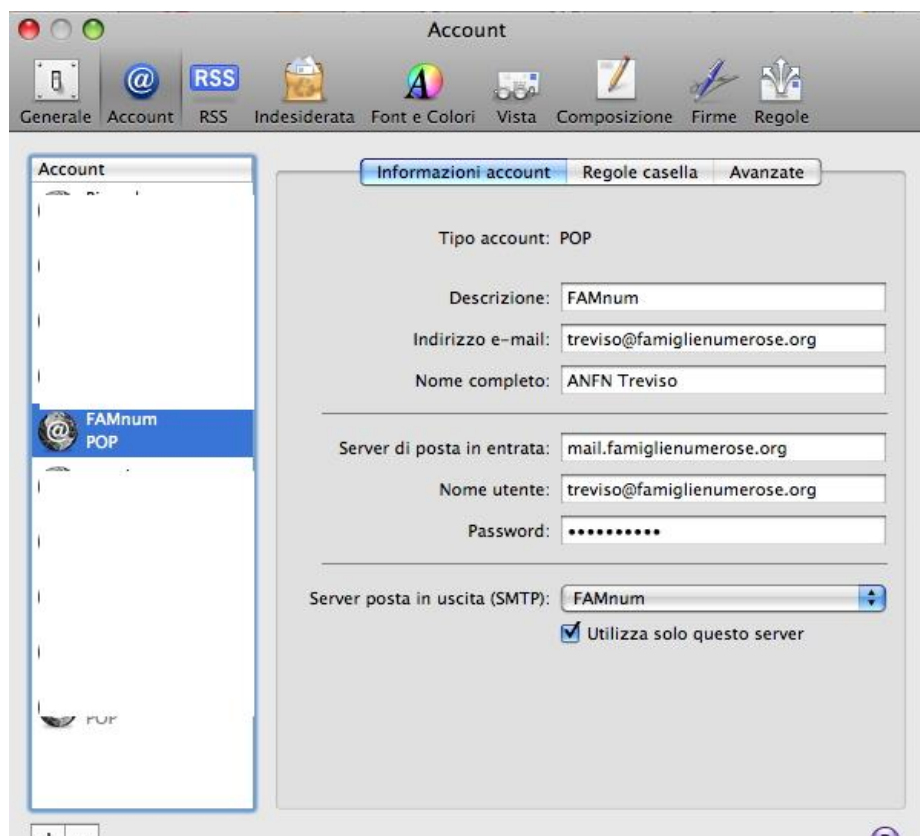 Account
Generale Account RSS Indesiderata Font e Colori Vista Composizione Firme Regole
RSS
Account
Informazioni account Regole casella Avanzate
Tipo account: POP
Descrizione: FAMnum
Indirizzo e-mail: treviso@famiglienumerose.org
Nome completo: ANFN Treviso
FAMnum
POP
Server di posta in entrata: mail.famiglienumerose.org
Nome utente: treviso@famiglienumerose.org
Password: ••••••••••
Server posta in uscita (SMTP): FAMnum
Utilizza solo questo server
POP